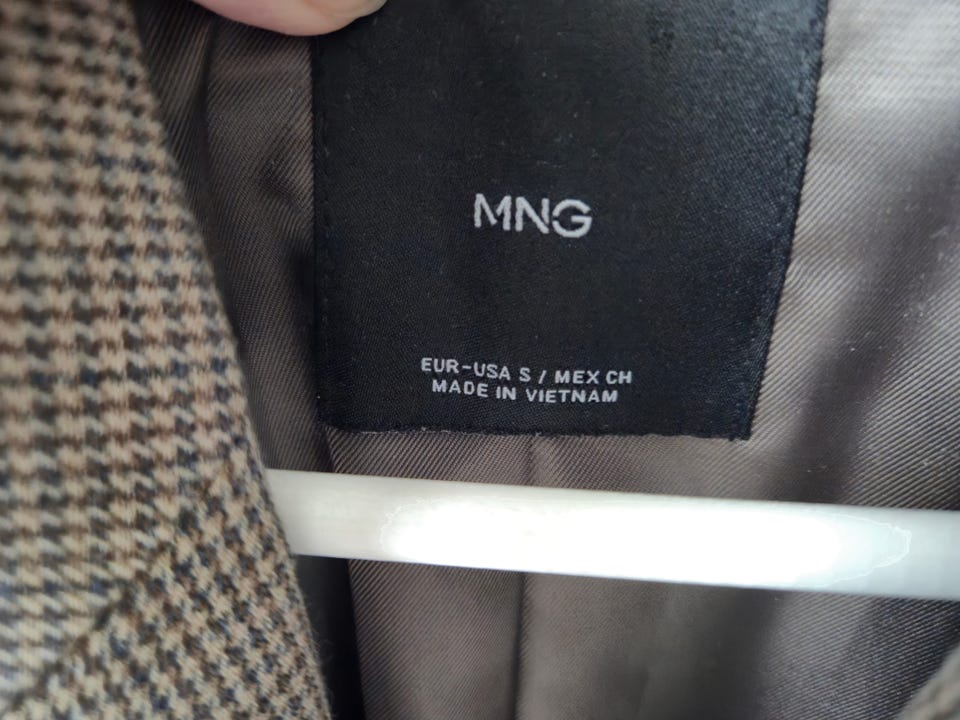 MNG
EUR-USA S / MEX CH
MADE IN VIETNAM